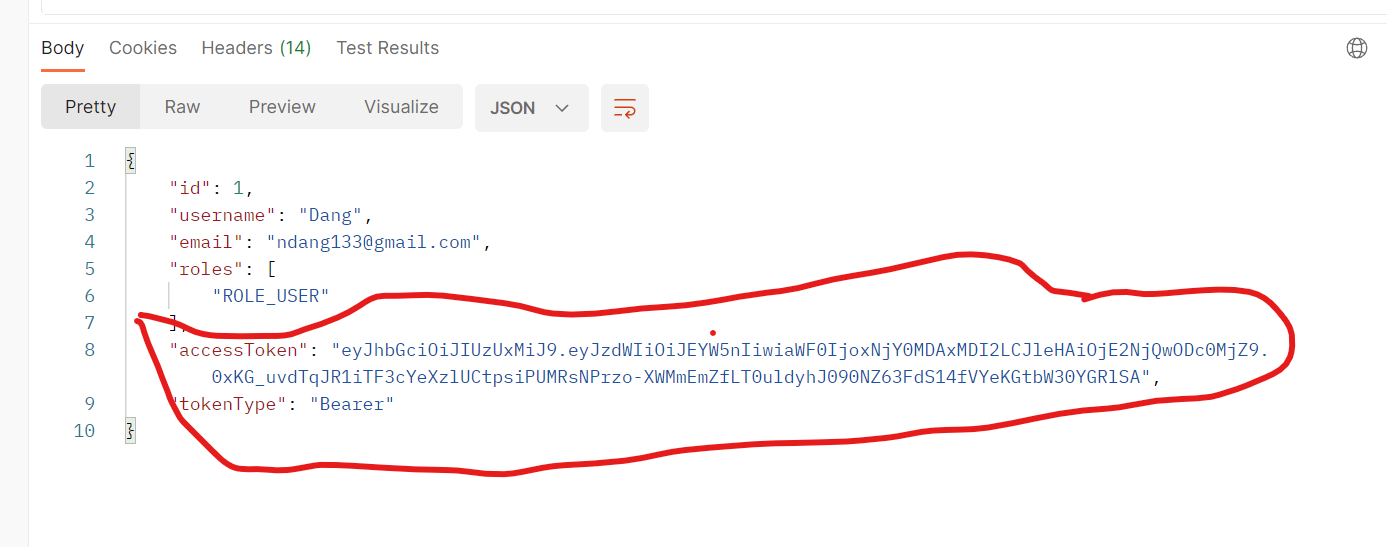 Body Cookies Headers (14) Test Results
Pretty Raw Preview Visualize JSON
1 {
2 "id": 1,
3 "username": "Dang",
4 "email": "ndang133@gmail.com",
5 "roles": [
6 "ROLE_USER"
7 ],
8 "accessToken": "eyJhbGciOiJIUzUxMiJ9.eyJzdWIiOiJEYW5nIiwiaWF0IjoxNjY0MDAxMDI2LCJleHAiOjE2NjQwODc0MjZ9.
0xKG_uvdTqJR1iTF3cYeXzlUCtpsiPUMRsNPrzo-XWMmEmZfLT0uldyhJ090NZ63FdS14fVYeKGtbW30YGRlSA",
9 "tokenType": "Bearer"
10 }